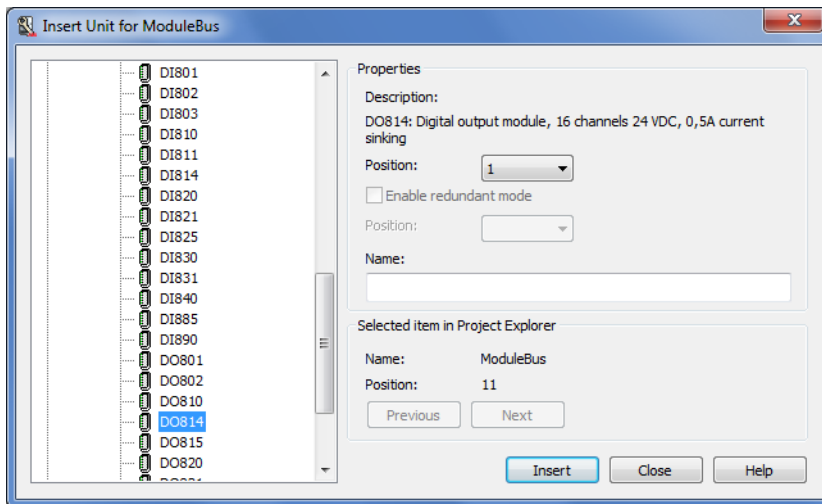 Insert Unit for ModuleBus
DI801
DI802
DI803
DI810
DI811
DI814
DI820
DI821
DI825
DI830
DI831
DI840
DI885
DI890
DO801
DO802
DO810
DO814
DO815
DO820
Properties
Description:
DO814: Digital output module, 16 channels 24 VDC, 0,5A current
sinking
Position: 1
Enable redundant mode
Position:
Name:
Selected item in Project Explorer
Name: ModuleBus
Position: 11
Previous Next
Insert Close Help